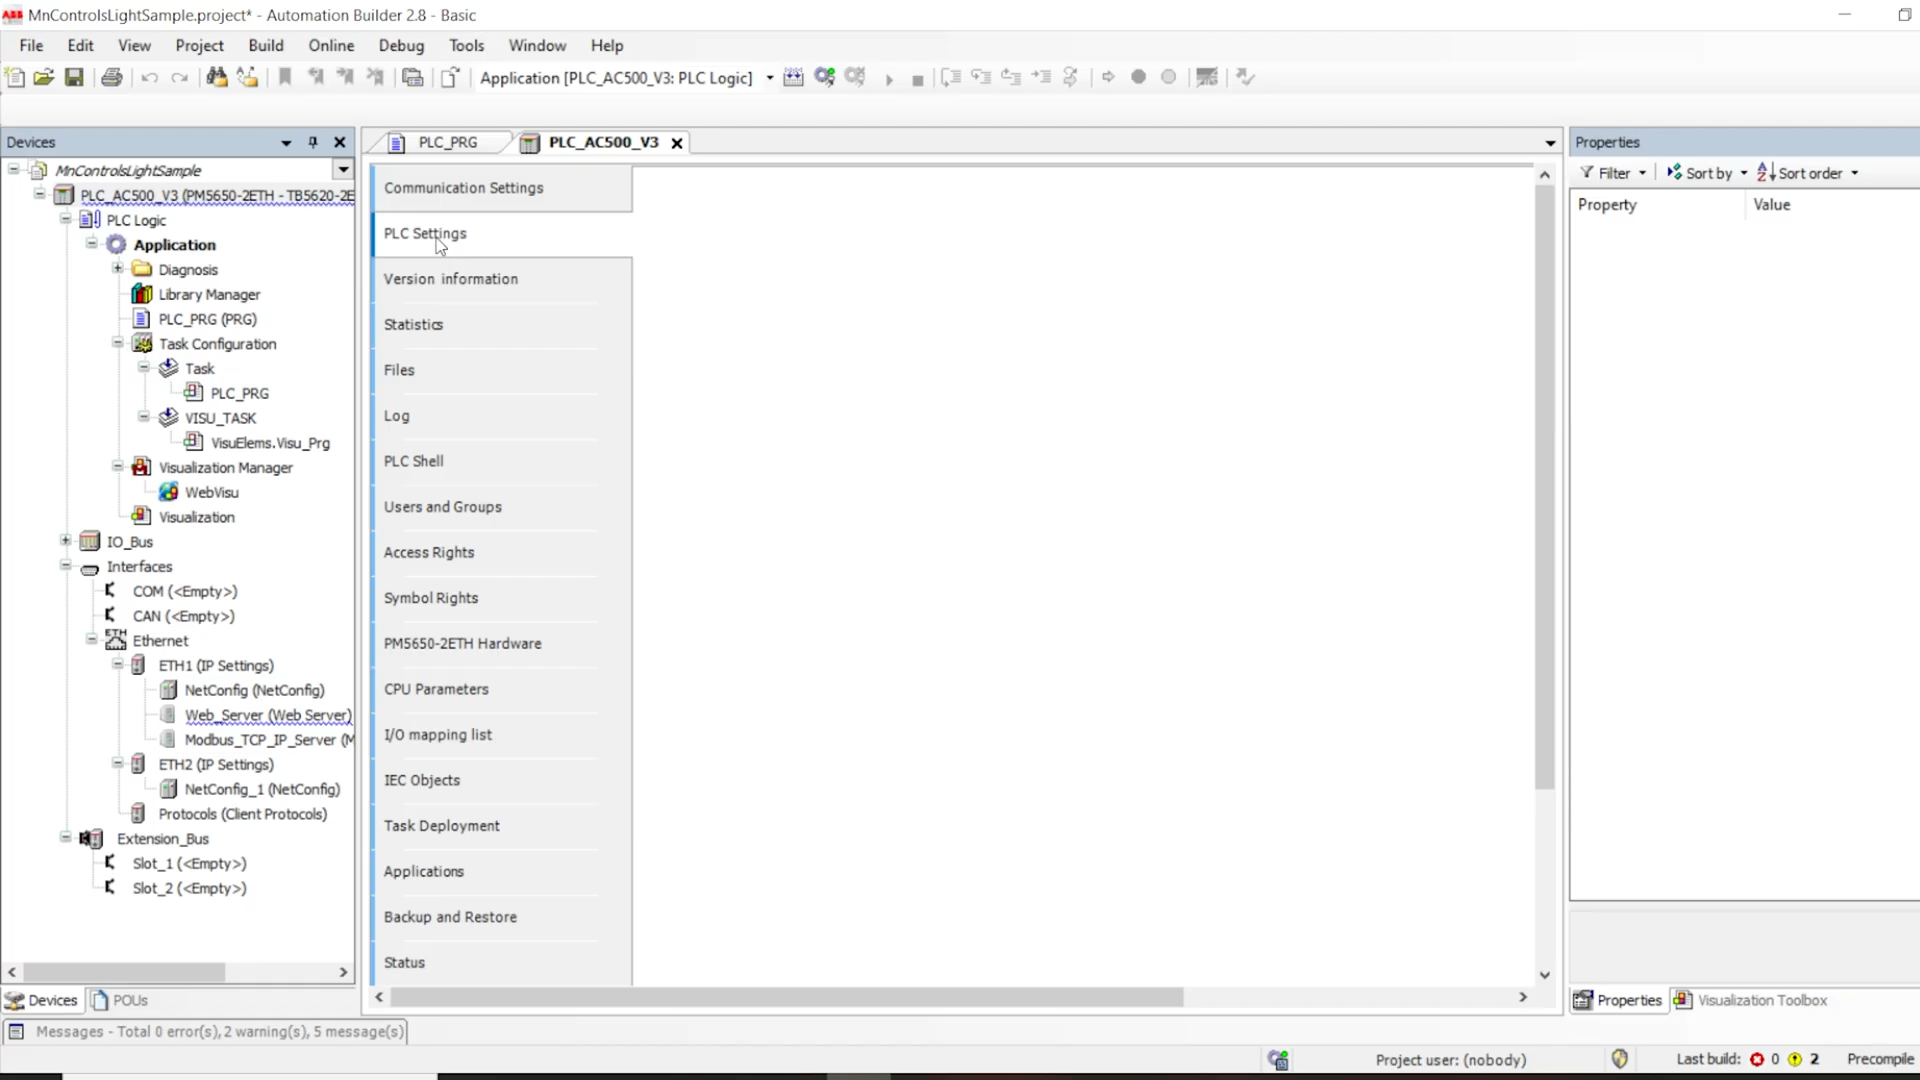 ABB MnControlsLightSample.project* - Automation Builder 2.8 - Basic
File Edit View Project Build Online Debug Tools Window Help
Application [PLC_AC500_V3: PLC Logic]
Devices
MnControlsLightSample
PLC_AC500_V3 (PM5650-2ETH - TB5620-2E
PLC Logic
Application
Diagnosis
Library Manager
PLC_PRG (PRG)
Task Configuration
Task
PLC_PRG
VISU_TASK
VisuElems.Visu_Prg
Visualization Manager
WebVisu
Visualization
IO_Bus
Interfaces
COM (<Empty>)
CAN (<Empty>)
ETH Ethernet
ETH1 (IP Settings)
NetConfig (NetConfig)
Web_Server (Web Server)
Modbus_TCP_IP_Server (M
ETH2 (IP Settings)
NetConfig_1 (NetConfig)
Protocols (Client Protocols)
Extension_Bus
Slot_1 (<Empty>)
Slot_2 (<Empty>)
Devices POUs
PLC_PRG PLC_AC500_V3
Communication Settings
PLC Settings
Version information
Statistics
Files
Log
PLC Shell
Users and Groups
Access Rights
Symbol Rights
PM5650-2ETH Hardware
CPU Parameters
I/O mapping list
IEC Objects
Task Deployment
Applications
Backup and Restore
Status
Properties
Filter Sort by Sort order
Property Value
Properties Visualization Toolbox
Messages - Total 0 error(s), 2 warning(s), 5 message(s)
Project user: (nobody) Last build: 0 2 Precompile